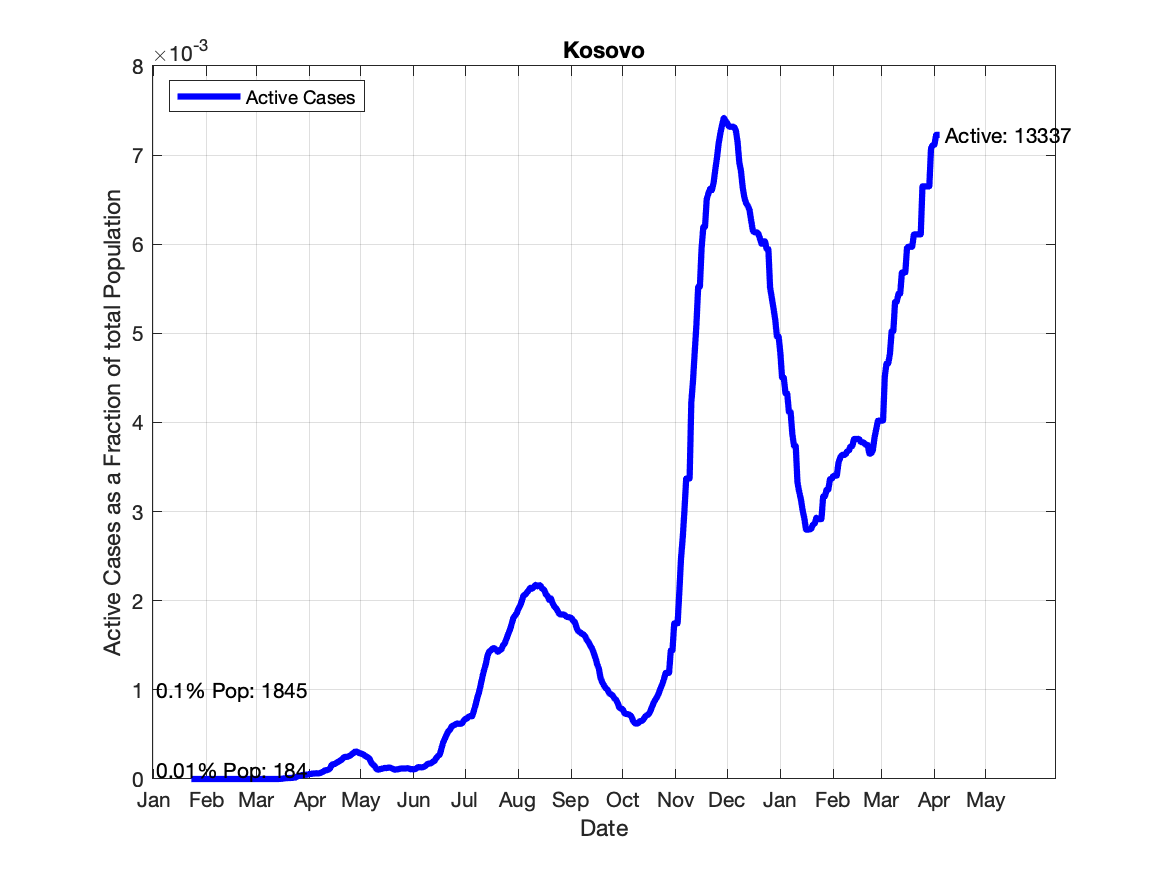 Kosovo
×10-3
Active Cases
8
7
6
5
4
3
2
1
0
Active Cases as a Fraction of total Population
Active: 13337
0.1% Pop: 1845
0.01% Pop: 184
Jan Feb Mar Apr May Jun Jul Aug Sep Oct Nov Dec Jan Feb Mar Apr May
Date